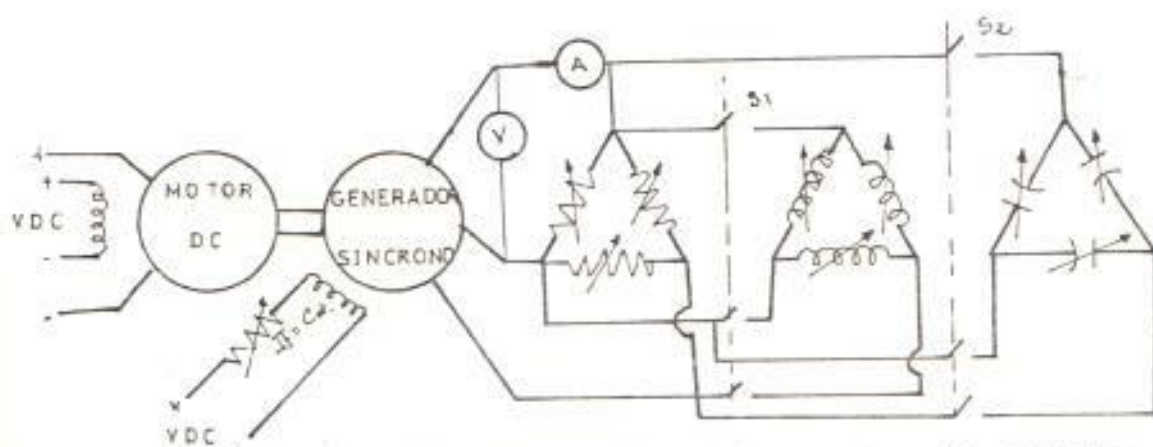 S2
A
S1
V
+
+
MOTOR
DC
GENERADOR
SINCRONO
VDC
-
-
VDC